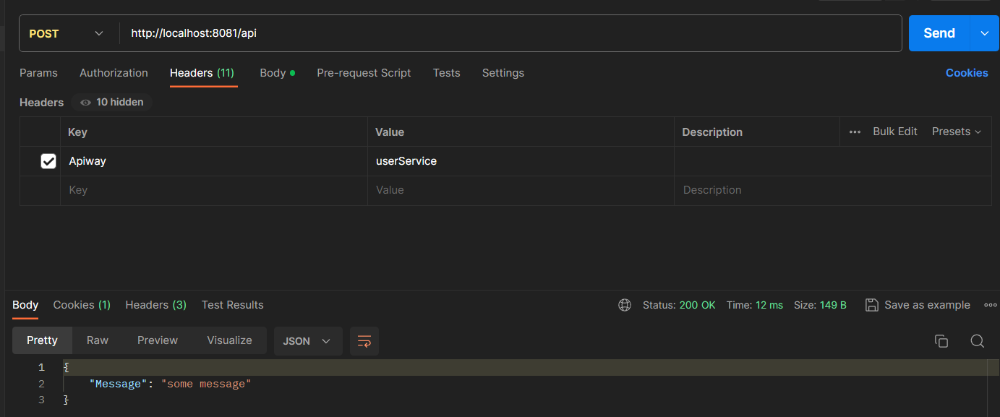 POST http://localhost:8081/api Send
Params Authorization Headers (11) Body Pre-request Script Tests Settings Cookies
Headers 10 hidden
Key Value Description Bulk Edit Presets
Apiway userService
Key Value Description
Body Cookies (1) Headers (3) Test Results Status: 200 OK Time: 12 ms Size: 149 B Save as example
Pretty Raw Preview Visualize JSON
1 {
2 "Message": "some message"
3 }